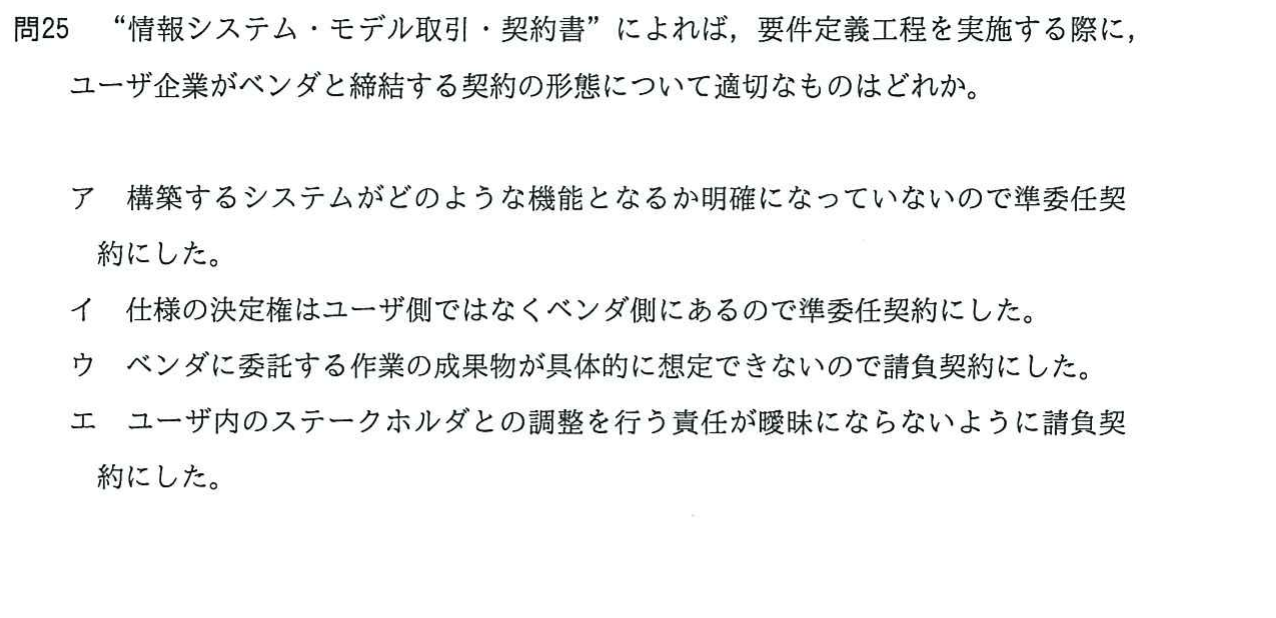 問25　“情報システム・モデル取引・契約書”によれば，要件定義工程を実施する際に，
ユーザ企業がベンダと締結する契約の形態について適切なものはどれか。
ア　構築するシステムがどのような機能となるか明確になっていないので準委任契
約にした。
イ　仕様の決定権はユーザ側ではなくベンダ側にあるので準委任契約にした。
ウ　ベンダに委託する作業の成果物が具体的に想定できないので請負契約にした。
エ　ユーザ内のステークホルダとの調整を行う責任が曖昧にならないように請負契
約にした。